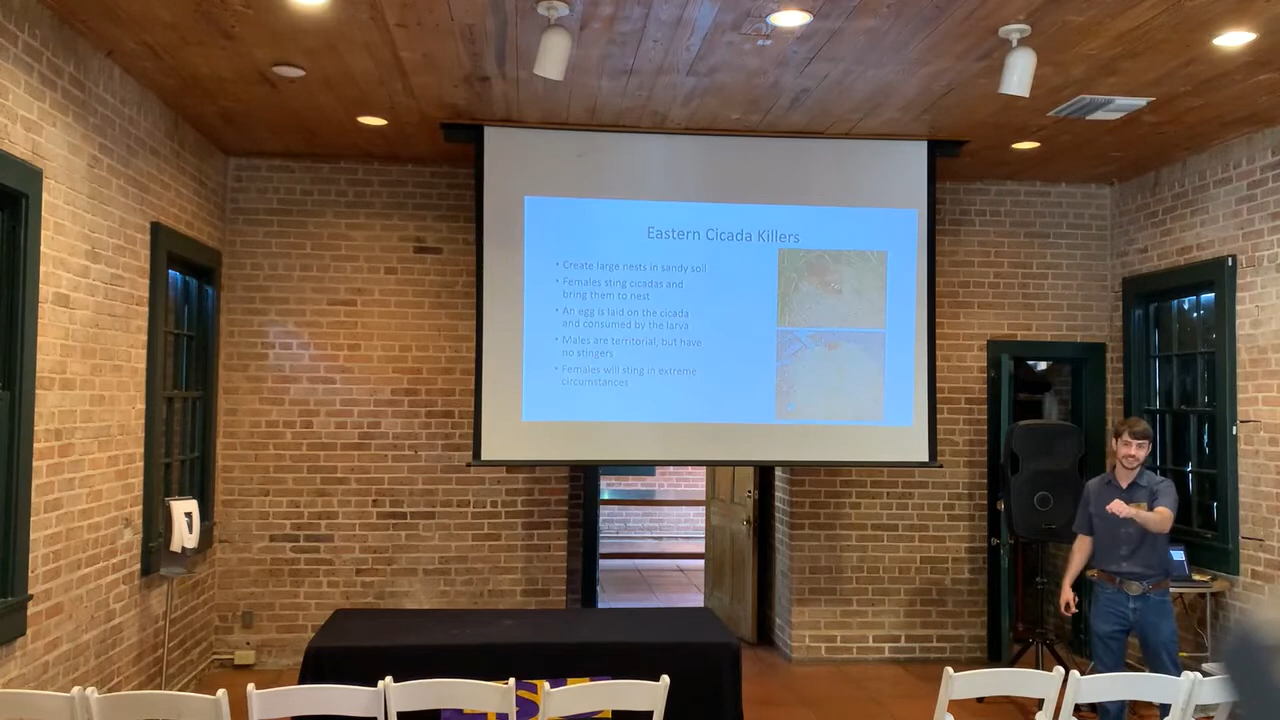 Eastern Cicada Killers
• Create large nests in sandy soil
• Females sting cicadas and
bring them to nest
• An egg is laid on the cicada
and consumed by the larva
• Males are territorial, but have
no stingers
• Females will sting in extreme
circumstances